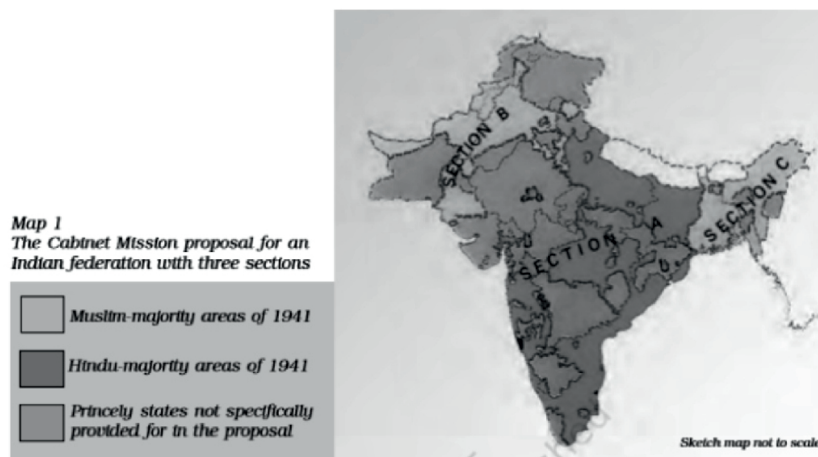 Map 1
The Cabinet Mission proposal for an
Indian federation with three sections
Muslim-majority areas of 1941
Hindu-majority areas of 1941
Princely states not specifically
provided for in the proposal
SECTION B
SECTION A
SECTION C
Sketch map not to scale